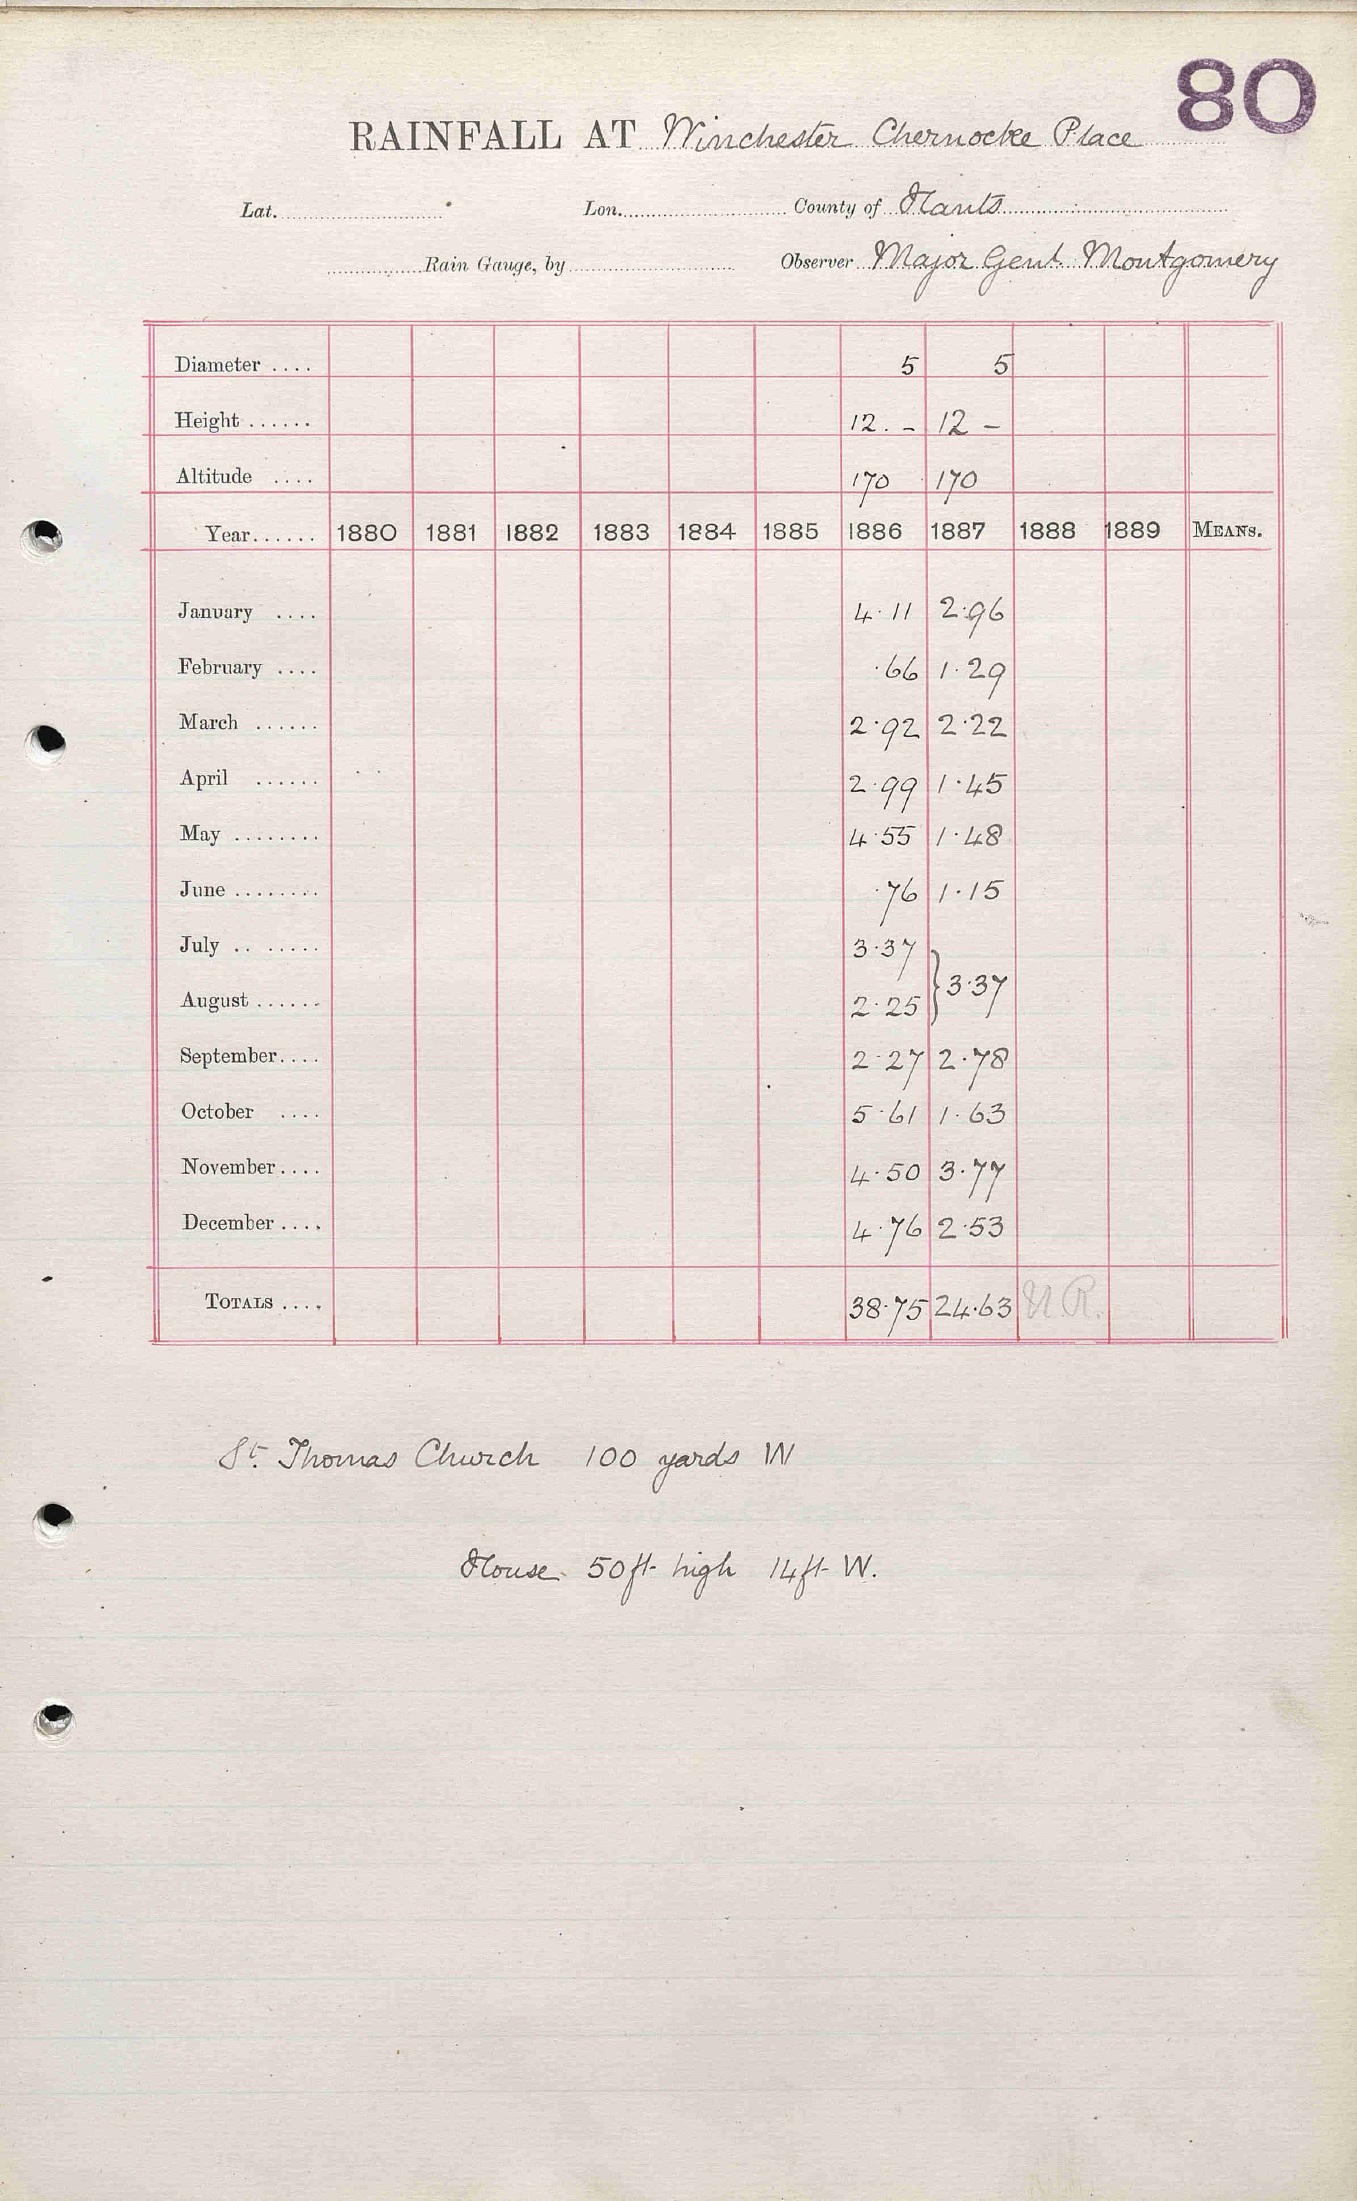 80
RAINFALL AT Winchester Chernocke Place
Lat. Lon. County of Hants
Rain Gauge, by Observer Major Genl. Montgomery
Diameter .... 5 5
Height ...... 12. – 12 –
Altitude .... 170 170
Year...... 1880 1881 1882 1883 1884 1885 1886 1887 1888 1889 MEANS.
January .... 4·11 2·96
February .... ·66 1·29
March ...... 2·92 2·22
April ...... 2·99 1·45
May ........ 4·55 1·48
June ........ ·76 1·15
July .. ...... 3·37
} 3·37
August ...... 2·25
September.... 2·27 2·78
October .... 5·61 1·63
November.... 4·50 3·77
December.... 4·76 2·53
TOTALS .... 38·75 24·63 N.R.
St. Thomas Church 100 yards W
House 50ft high 14ft W.